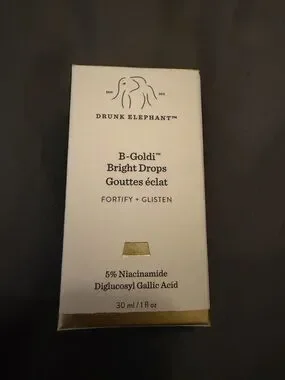 DRUNK ELEPHANT™
B-Goldi™
Bright Drops
Gouttes éclat
FORTIFY + GLISTEN
5% Niacinamide
Diglucosyl Gallic Acid
30 ml / 1 fl oz